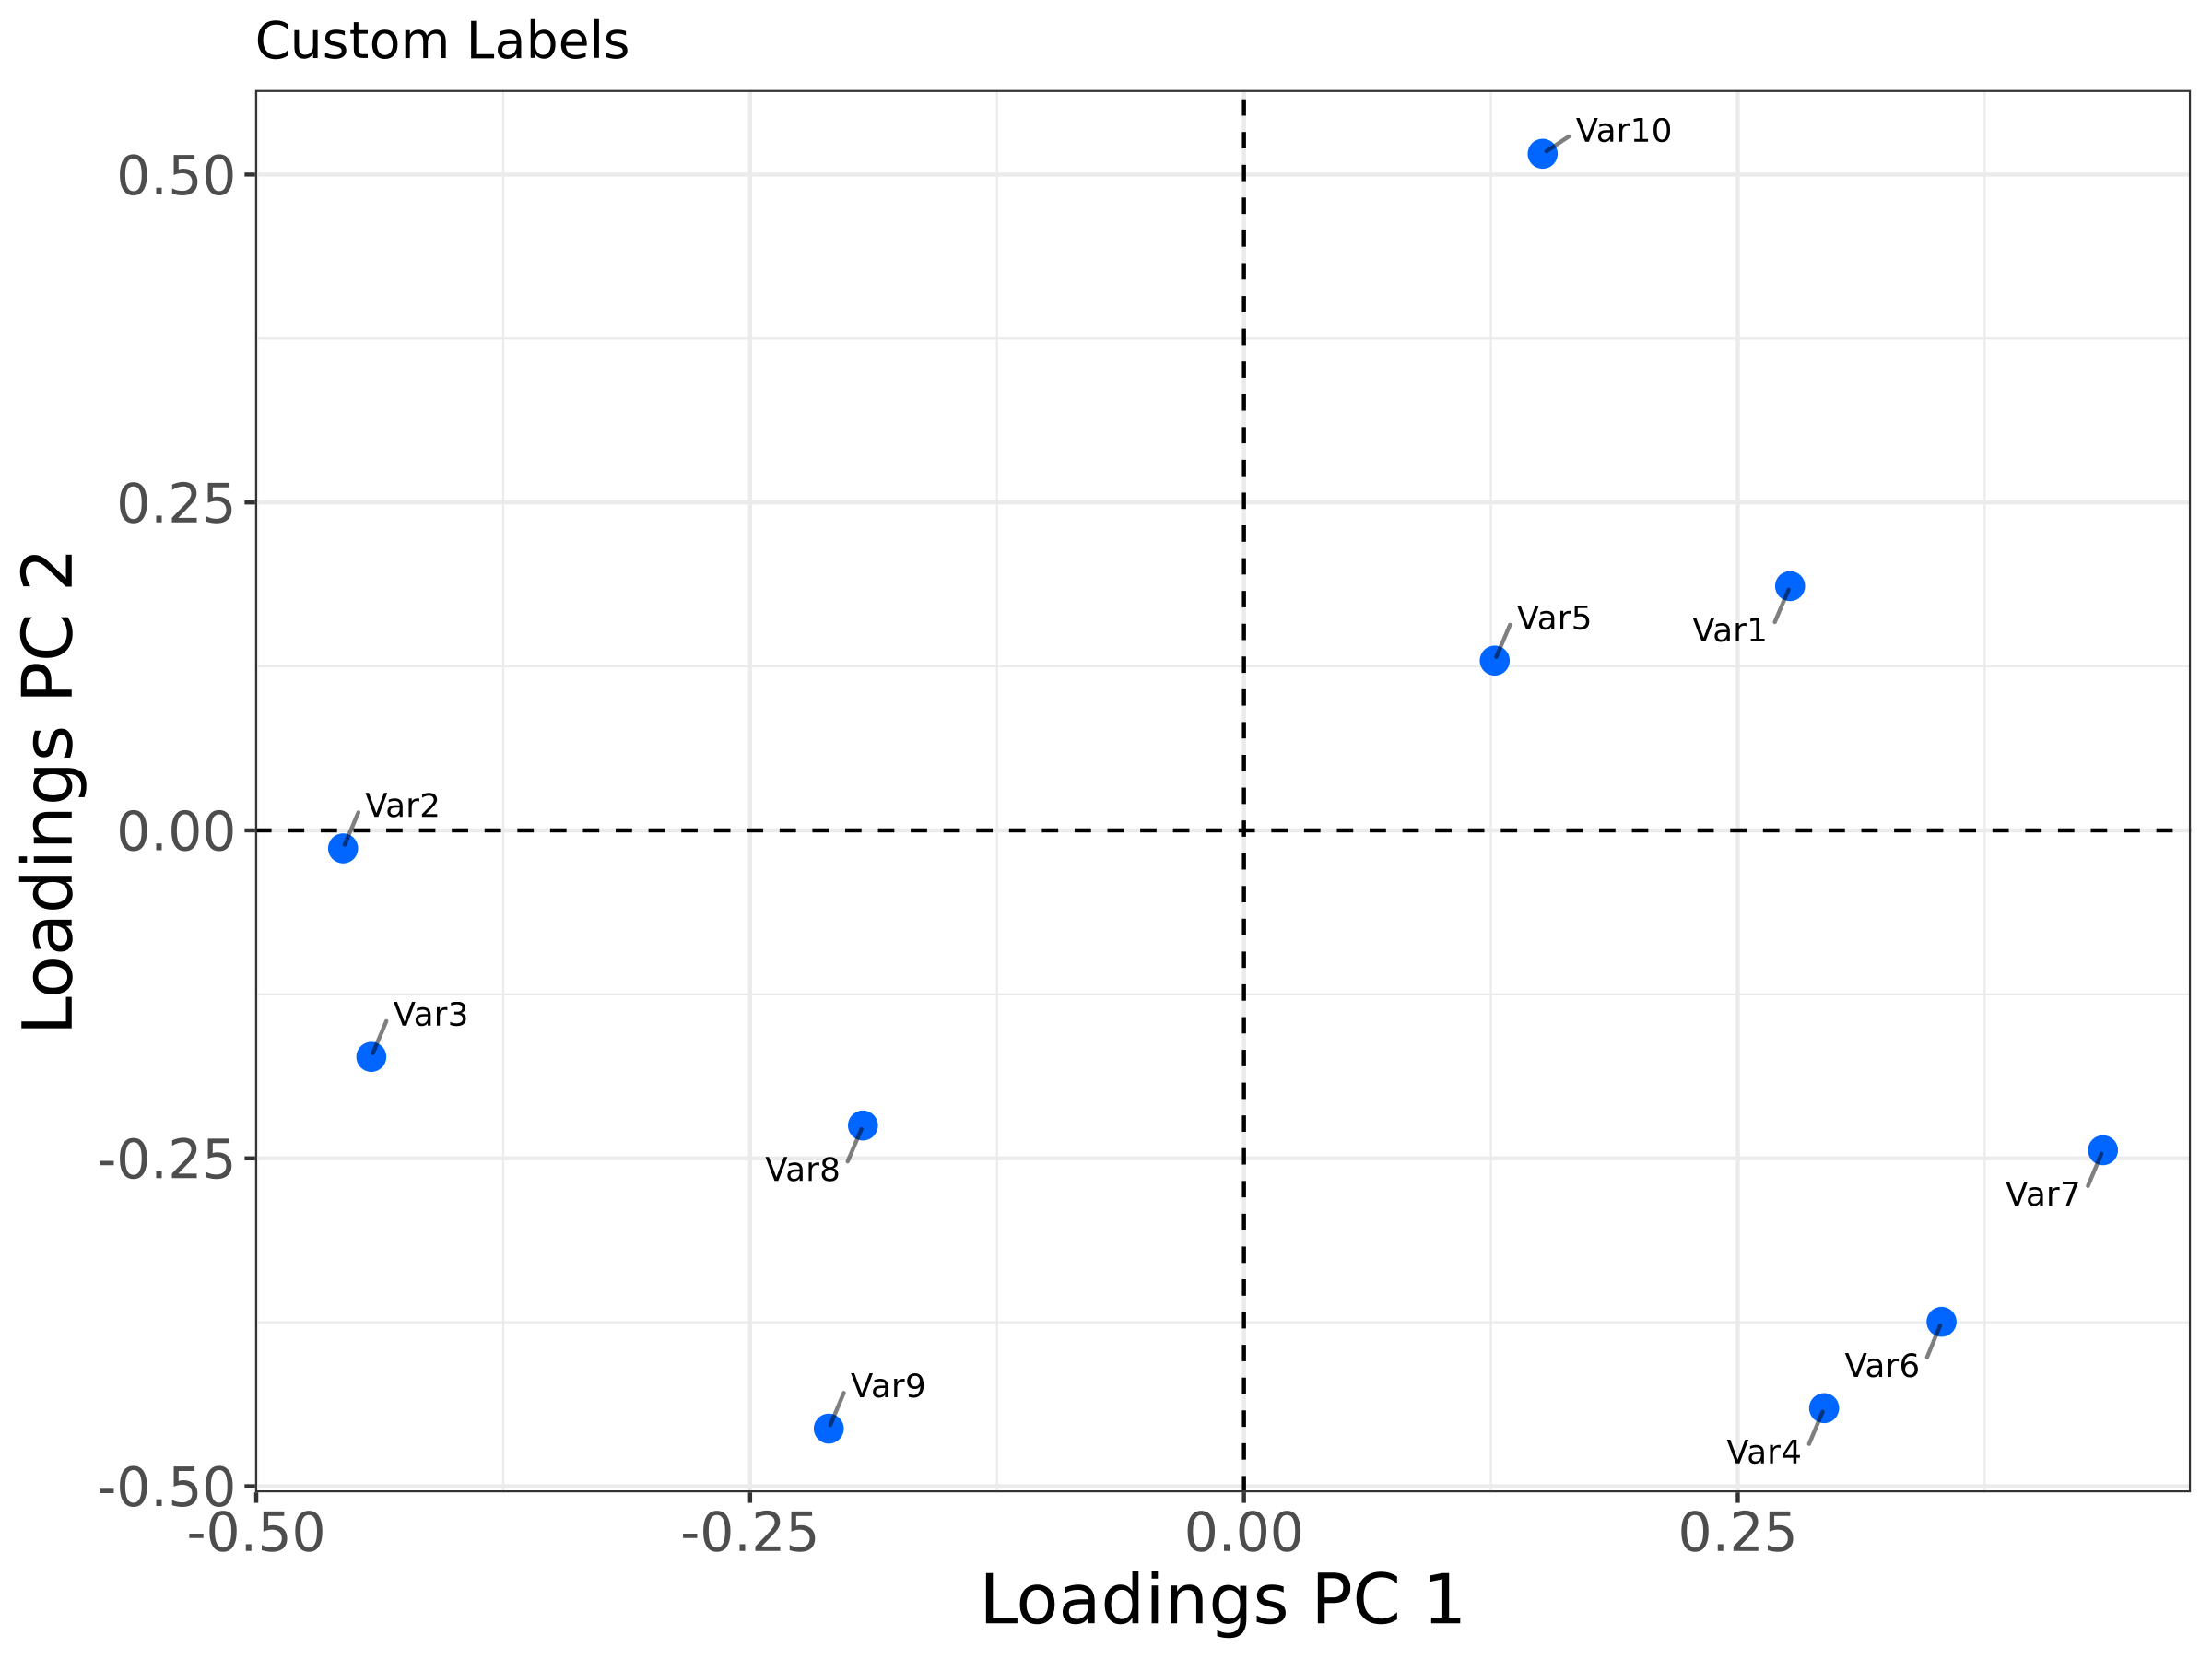 Custom Labels
Loadings PC 2
0.50
0.25
0.00
-0.25
-0.50
Var10
Var5
Var1
Var2
Var3
Var8
Var7
Var9
Var6
Var4
-0.50
-0.25
0.00
0.25
Loadings PC 1